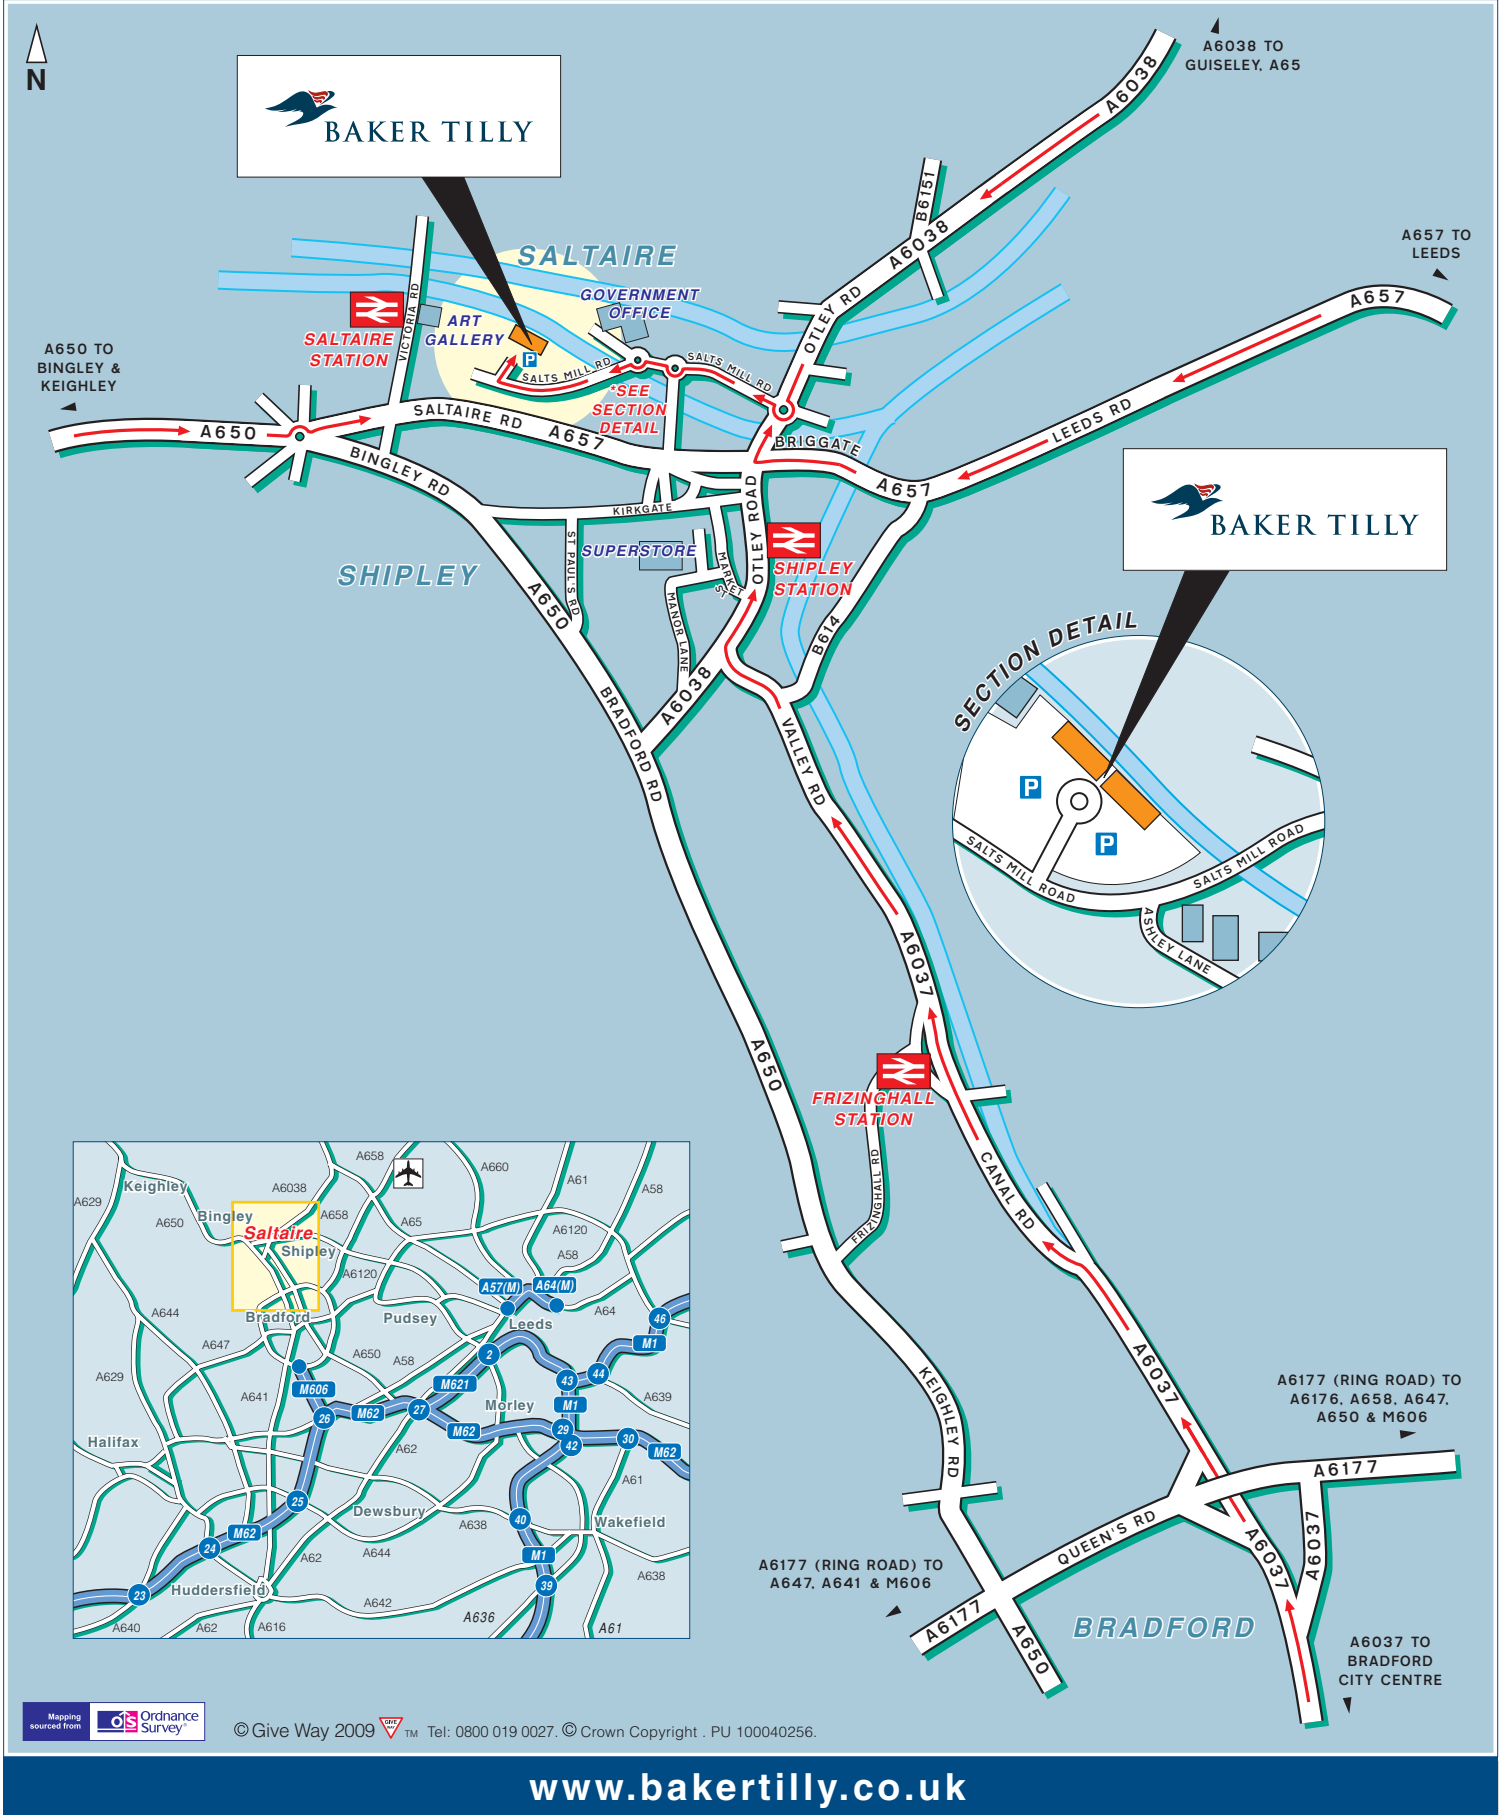 N
BAKER TILLY
A6038 TO
GUISELEY, A65
A6038
B6151
A6038
OTLEY RD
A657 TO
LEEDS
A657
LEEDS RD
A657
SALTAIRE
GOVERNMENT
OFFICE
ART
GALLERY
P
SALTAIRE
STATION
VICTORIA RD
SALTS MILL RD
SALTS MILL RD
*SEE
SECTION
DETAIL
A650 TO
BINGLEY &
KEIGHLEY
A650
SALTAIRE RD
A657
BRIGGATE
BINGLEY RD
KIRKGATE
OTLEY ROAD
ST PAUL'S RD
SUPERSTORE
MARKET
ST
MANOR LANE
SHIPLEY
STATION
SHIPLEY
A650
A6038
B614
BRADFORD RD
VALLEY RD
BAKER TILLY
SECTION DETAIL
P
P
SALTS MILL ROAD
SALTS MILL ROAD
ASHLEY LANE
A6037
A650
FRIZINGHALL
STATION
FRIZINGHALL RD
CANAL RD
A6037
KEIGHLEY RD
A6177 (RING ROAD) TO
A6176, A658, A647,
A650 & M606
A6177
QUEEN'S RD
A6037
A6037
A6177 (RING ROAD) TO
A647, A641 & M606
A6177
A650
BRADFORD
A6037 TO
BRADFORD
CITY CENTRE
A658
A660
A61
A58
A629
Keighley
A6038
A650
Bingley
A658
A65
Saltaire
Shipley
A6120
A58
A6120
A57(M)
A64(M)
A64
46
A644
Bradford
Pudsey
Leeds
M1
A647
A650
A58
2
A629
A641
M606
M621
43
44
A639
26
M62
27
Morley
M1
M62
29
42
30
M62
Halifax
A62
A61
25
Dewsbury
A638
40
Wakefield
M62
24
A62
A644
M1
A638
23
Huddersfield
39
A642
A640
A62
A616
A636
A61
Mapping
sourced from
OS Ordnance
Survey®
© Give Way 2009 GIVE WAY TM Tel: 0800 019 0027. © Crown Copyright . PU 100040256.
www.bakertilly.co.uk